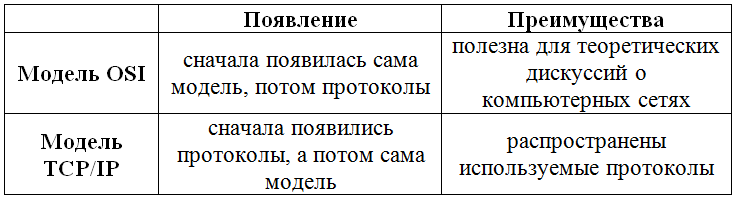 Появление
Преимущества
Модель OSI
сначала появилась сама
модель, потом протоколы
полезна для теоретических
дискуссий о
компьютерных сетях
Модель
TCP/IP
сначала появились
протоколы, а потом сама
модель
распространены
используемые протоколы